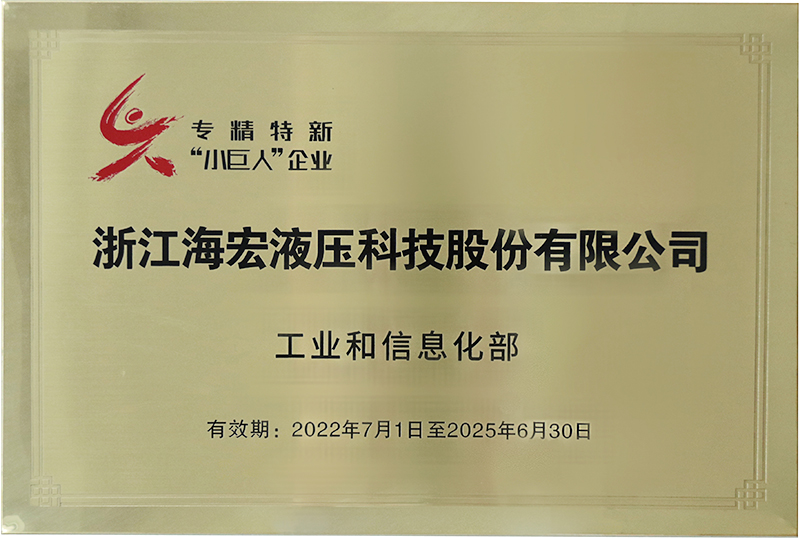 专精特新
“小巨人”企业
浙江海宏液压科技股份有限公司
工业和信息化部
有效期：2022年7月1日至2025年6月30日